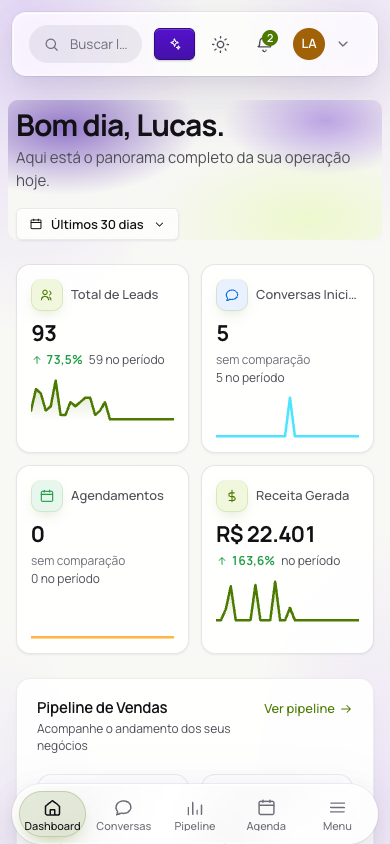 Buscar l...
2
LA
Bom dia, Lucas.
Aqui está o panorama completo da sua operação
hoje.
Últimos 30 dias
Total de Leads
93
↑ 73,5% 59 no período
Conversas Inici...
5
sem comparação
5 no período
Agendamentos
0
sem comparação
0 no período
Receita Gerada
R$ 22.401
↑ 163,6% no período
Pipeline de Vendas
Ver pipeline →
Acompanhe o andamento dos seus
negócios
Dashboard
Conversas
Pipeline
Agenda
Menu